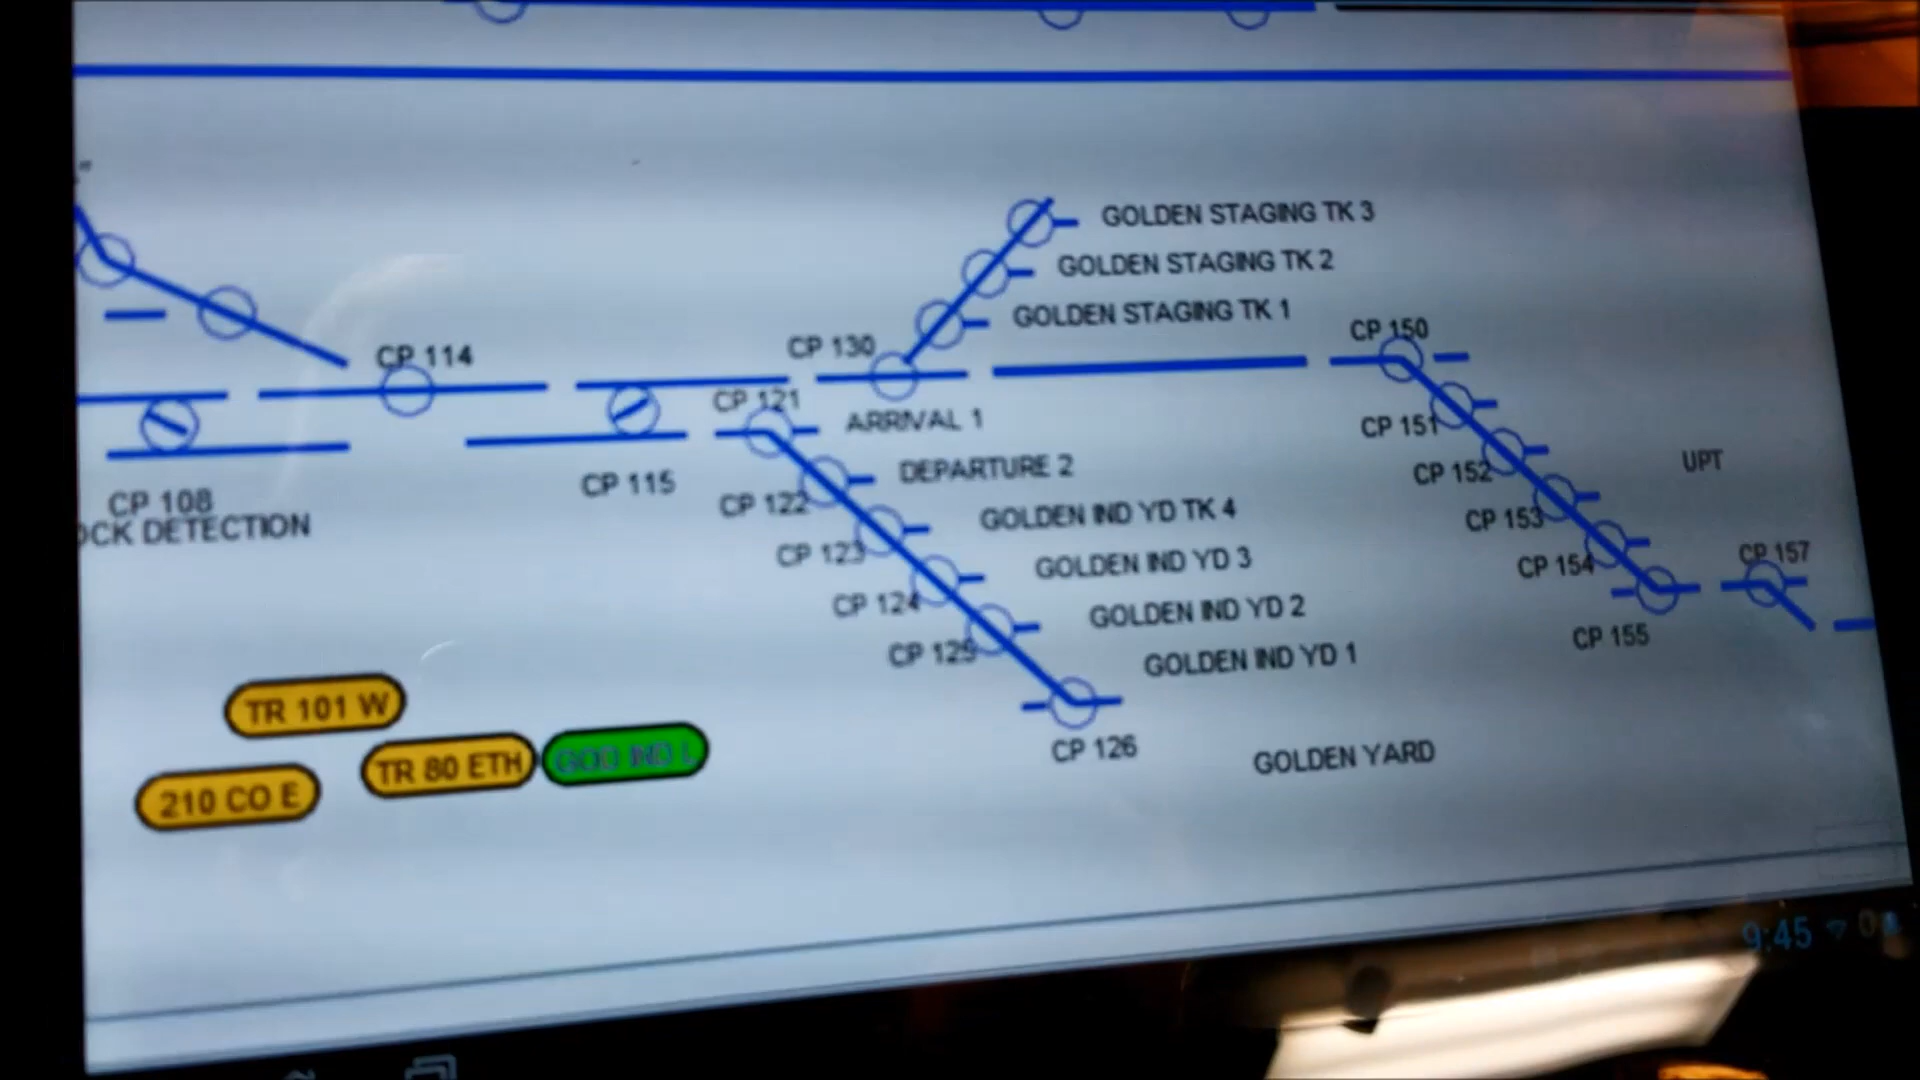 GOLDEN STAGING TK 3
GOLDEN STAGING TK 2
GOLDEN STAGING TK 1
CP 150
CP 130
CP 114
CP 121
ARRIVAL 1
CP 151
DEPARTURE 2
UPT
CP 152
CP 115
CP 108
OCK DETECTION
CP 122
GOLDEN IND YD TK 4
CP 153
CP 123
GOLDEN IND YD 3
CP 154
CP 157
CP 124
GOLDEN IND YD 2
CP 155
CP 125
GOLDEN IND YD 1
TR 101 W
CP 126
GOLDEN YARD
TR 80 ETH
GOD IND L
210 CO E
9:45